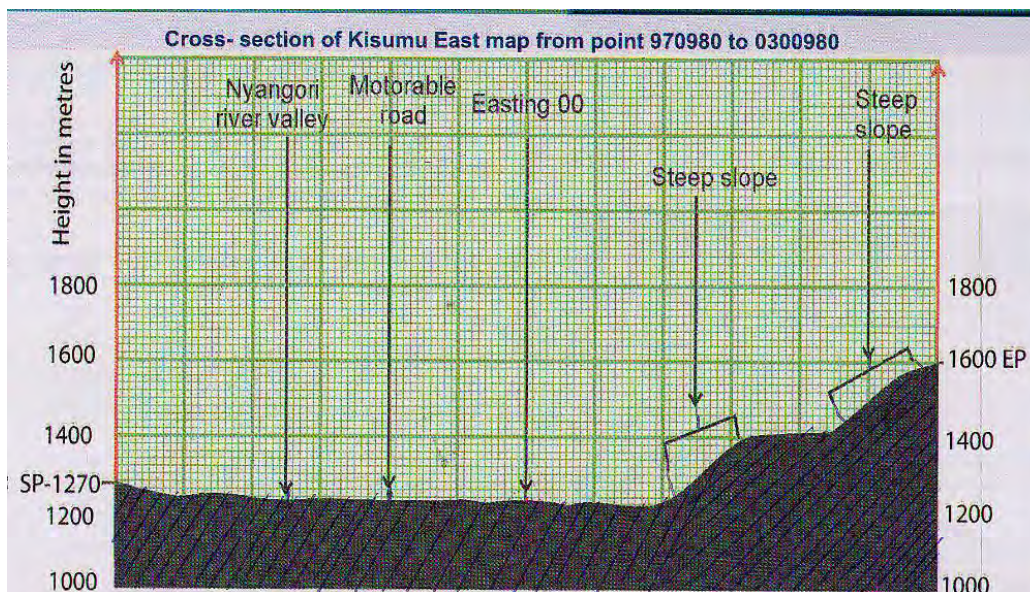 Cross- section of Kisumu East map from point 970980 to 0300980
Height in metres
Nyangori
river valley
Motorable
road
Easting 00
Steep slope
Steep
slope
1800
1600
1400
SP-1270
1200
1000
1800
1600 EP
1400
1200
1000